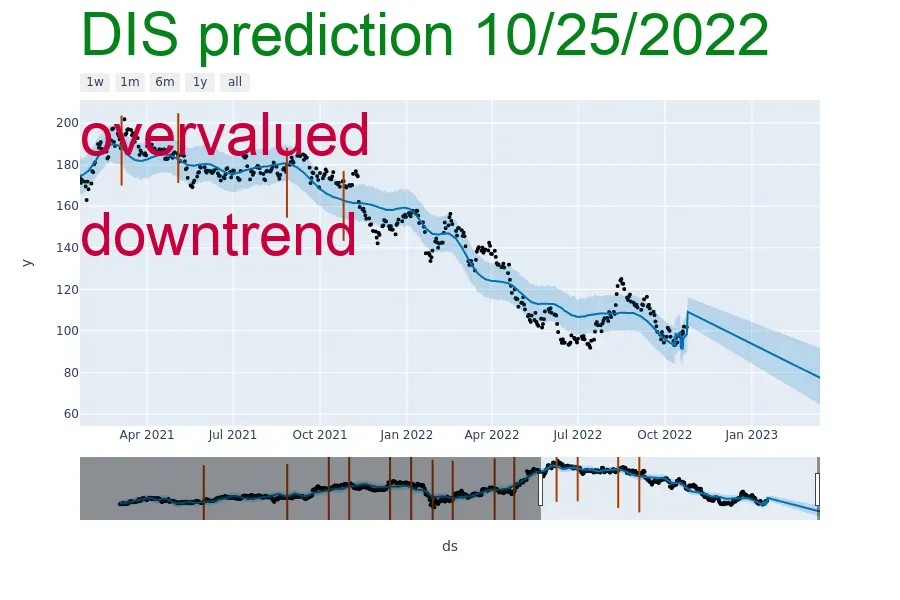 DIS prediction 10/25/2022
1w 1m 6m 1y all
200
overvalued
180
160
downtrend
140
y
120
100
80
60
Apr 2021 Jul 2021 Oct 2021 Jan 2022 Apr 2022 Jul 2022 Oct 2022 Jan 2023
ds